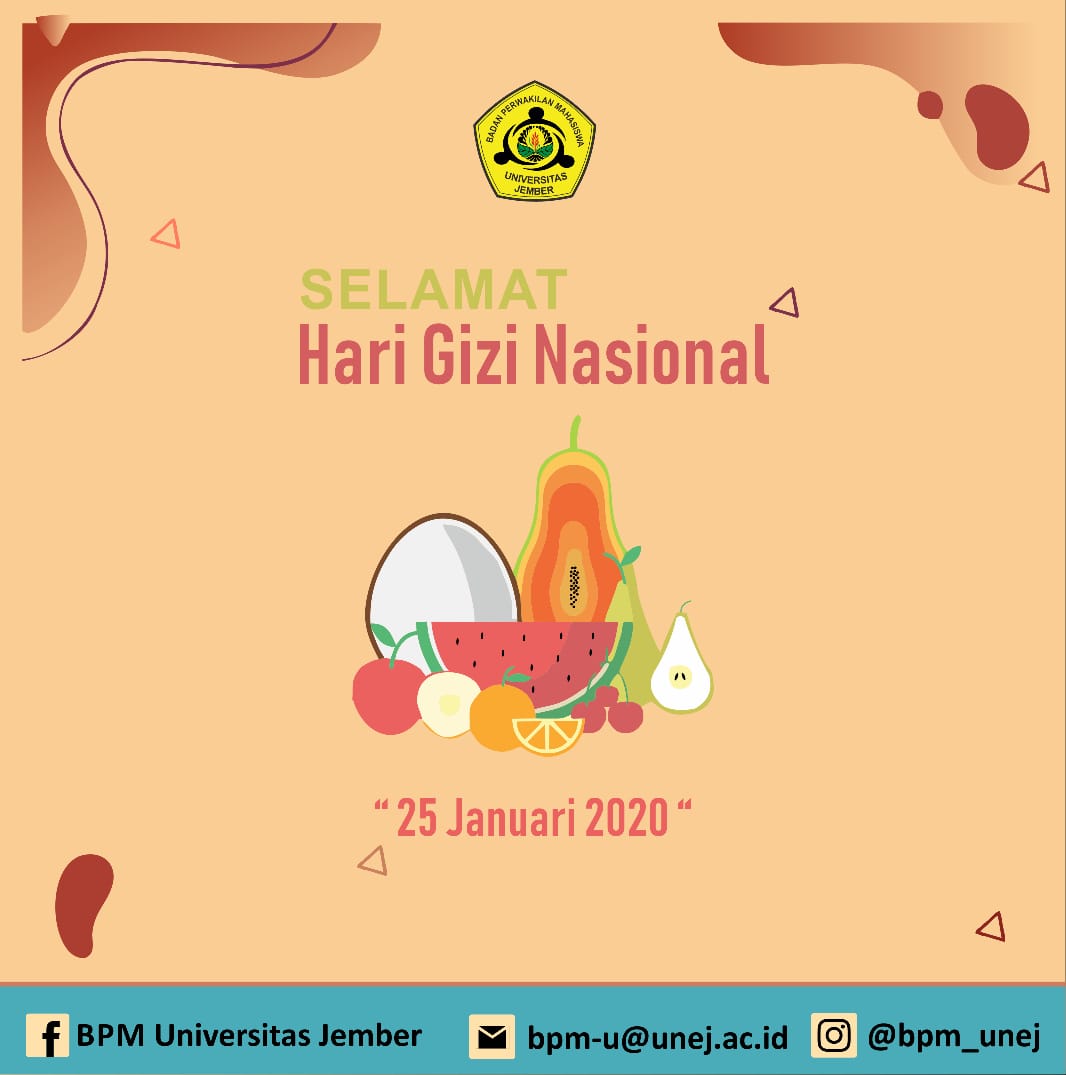 BADAN PERWAKILAN MAHASISWA
UNIVERSITAS
JEMBER
SELAMAT
Hari Gizi Nasional
“ 25 Januari 2020 “
BPM Universitas Jember
bpm-u@unej.ac.id
@bpm_unej